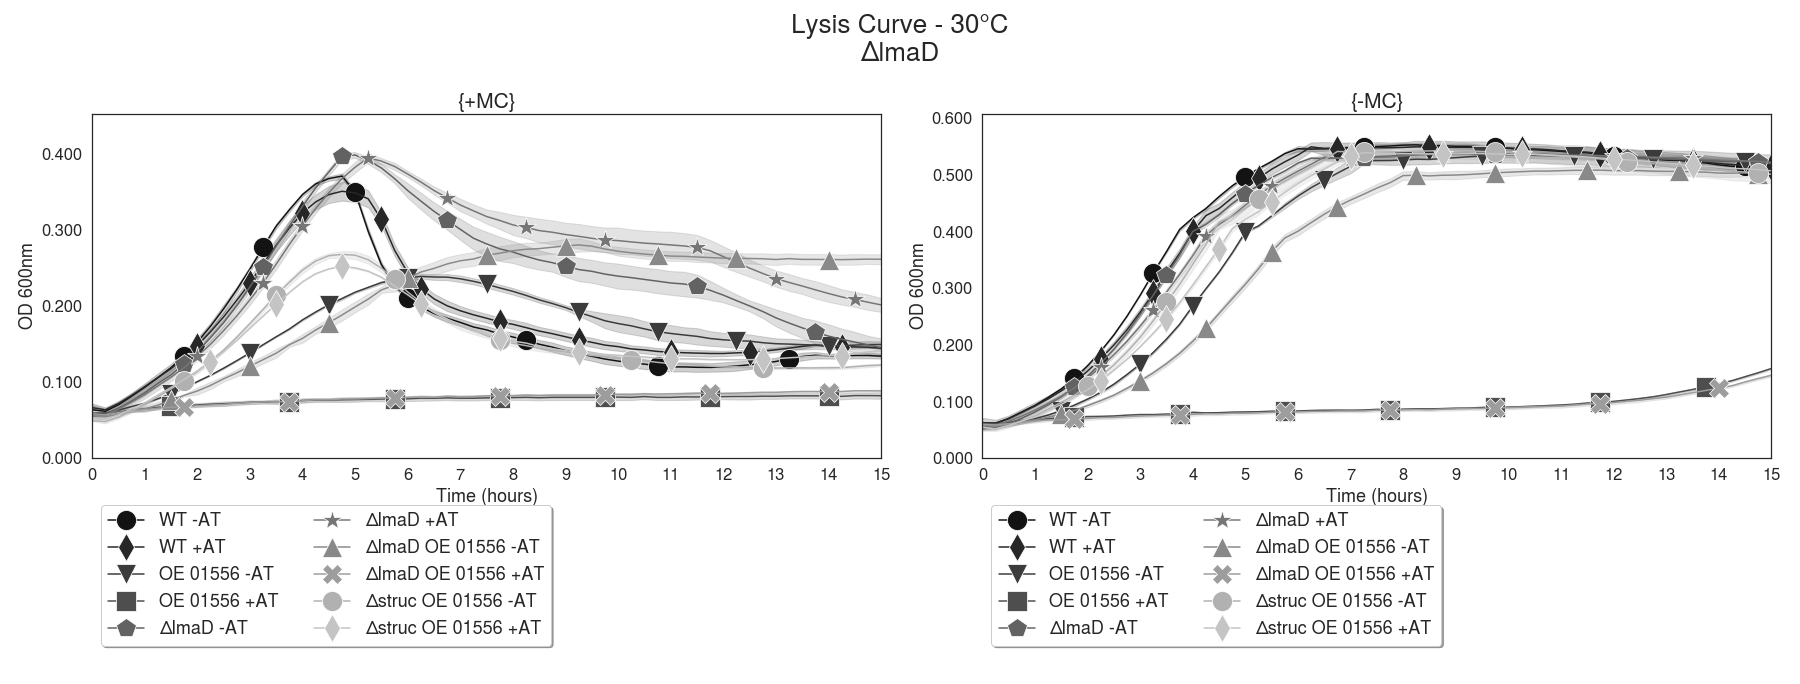 Lysis Curve - 30°C
ΔlmaD
{+MC}
OD 600nm
0.400
0.300
0.200
0.100
0.000
0 1 2 3 4 5 6 7 8 9 10 11 12 13 14 15
Time (hours)
WT -AT
WT +AT
OE 01556 -AT
OE 01556 +AT
ΔlmaD -AT
ΔlmaD +AT
ΔlmaD OE 01556 -AT
ΔlmaD OE 01556 +AT
Δstruc OE 01556 -AT
Δstruc OE 01556 +AT
{-MC}
OD 600nm
0.600
0.500
0.400
0.300
0.200
0.100
0.000
0 1 2 3 4 5 6 7 8 9 10 11 12 13 14 15
Time (hours)
WT -AT
WT +AT
OE 01556 -AT
OE 01556 +AT
ΔlmaD -AT
ΔlmaD +AT
ΔlmaD OE 01556 -AT
ΔlmaD OE 01556 +AT
Δstruc OE 01556 -AT
Δstruc OE 01556 +AT